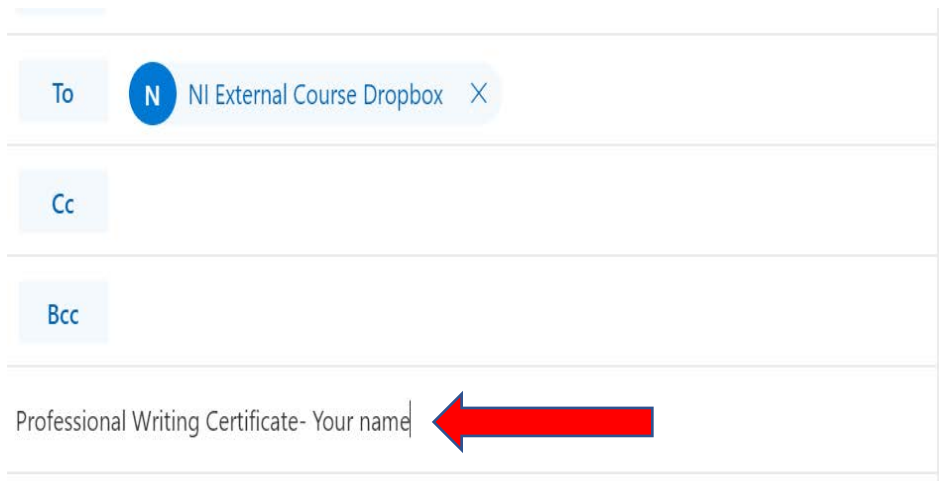 To N NI External Course Dropbox X
Cc
Bcc
Professional Writing Certificate- Your name